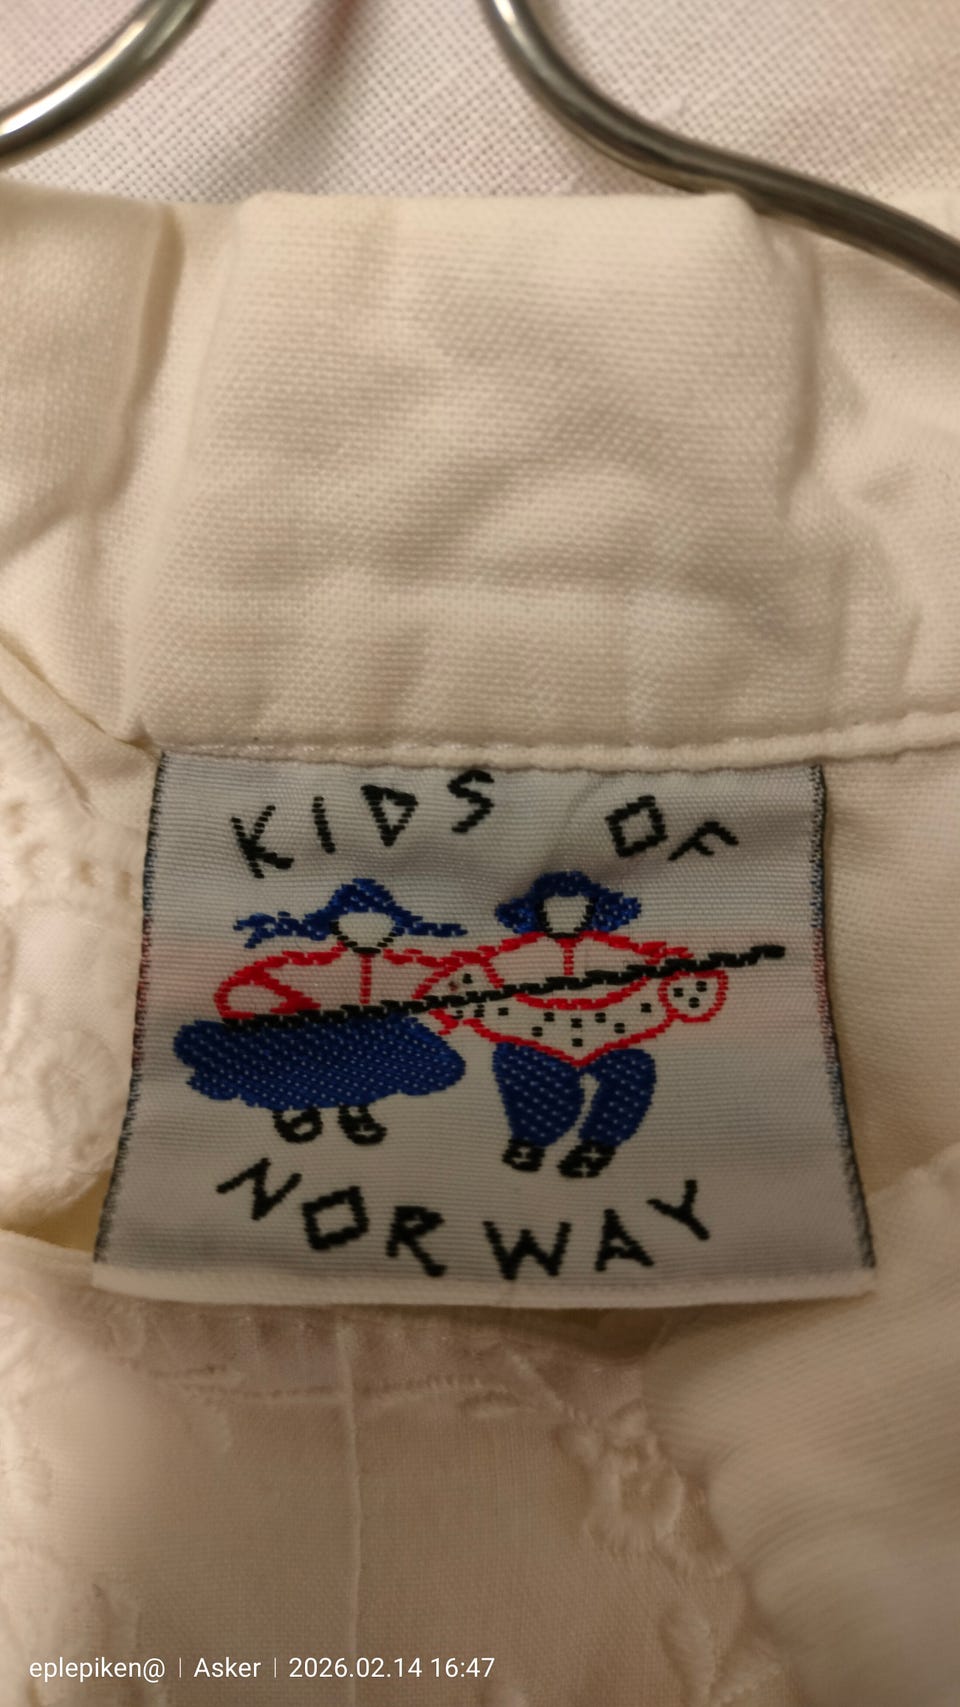 KIDS OF
NORWAY
eplepiken@ | Asker | 2026.02.14 16:47